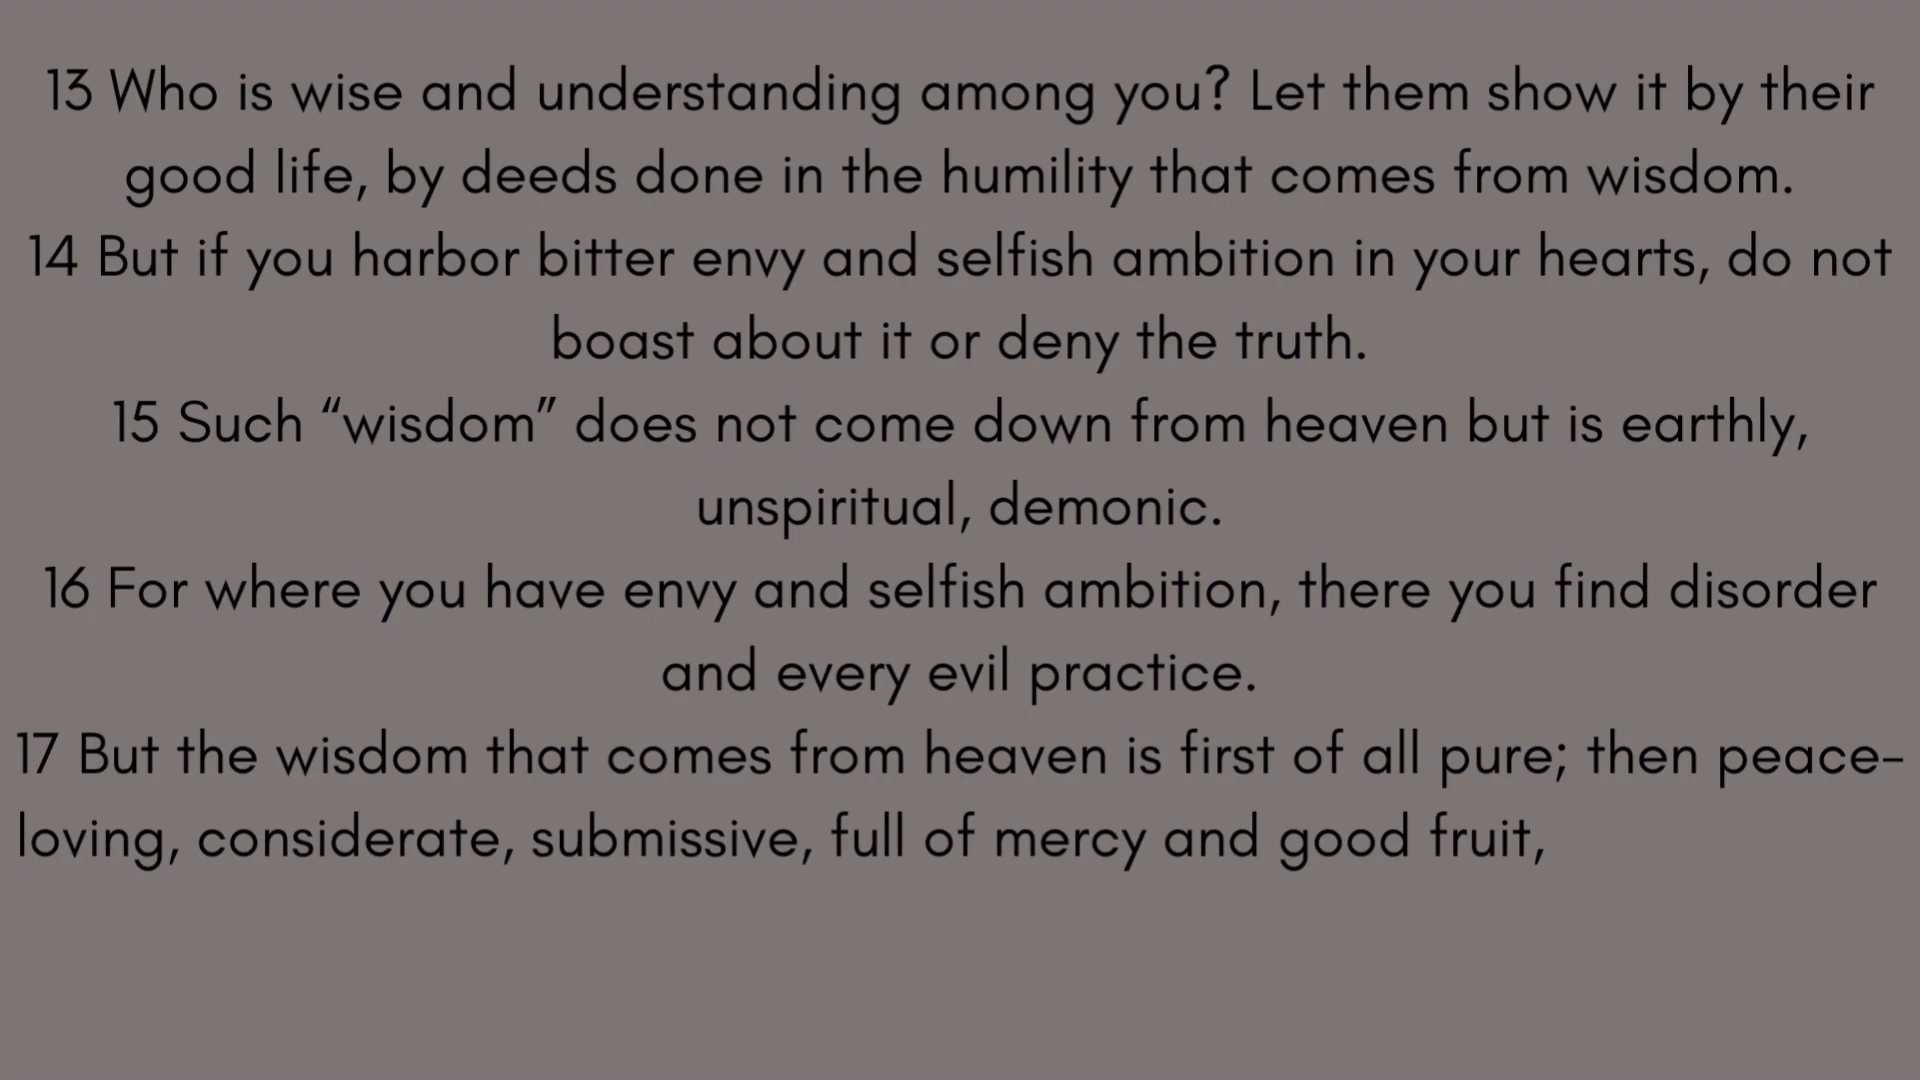 13 Who is wise and understanding among you? Let them show it by their
good life, by deeds done in the humility that comes from wisdom.
14 But if you harbor bitter envy and selfish ambition in your hearts, do not
boast about it or deny the truth.
15 Such “wisdom” does not come down from heaven but is earthly,
unspiritual, demonic.
16 For where you have envy and selfish ambition, there you find disorder
and every evil practice.
17 But the wisdom that comes from heaven is first of all pure; then peace-
loving, considerate, submissive, full of mercy and good fruit,